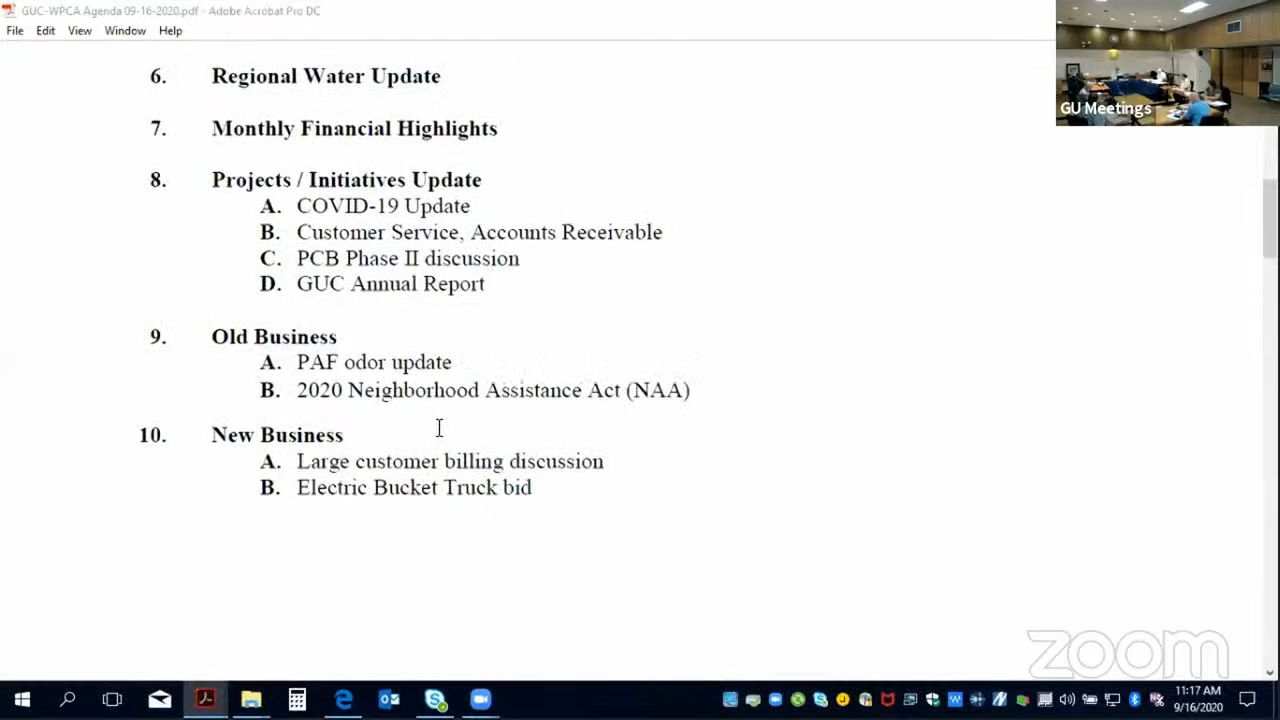 GUC-WPCA Agenda 09-16-2020.pdf - Adobe Acrobat Pro DC
File Edit View Window Help
6. Regional Water Update
7. Monthly Financial Highlights
8. Projects / Initiatives Update
A. COVID-19 Update
B. Customer Service, Accounts Receivable
C. PCB Phase II discussion
D. GUC Annual Report
9. Old Business
A. PAF odor update
B. 2020 Neighborhood Assistance Act (NAA)
10. New Business
A. Large customer billing discussion
B. Electric Bucket Truck bid
GU Meetings
zoom
11:17 AM
9/16/2020